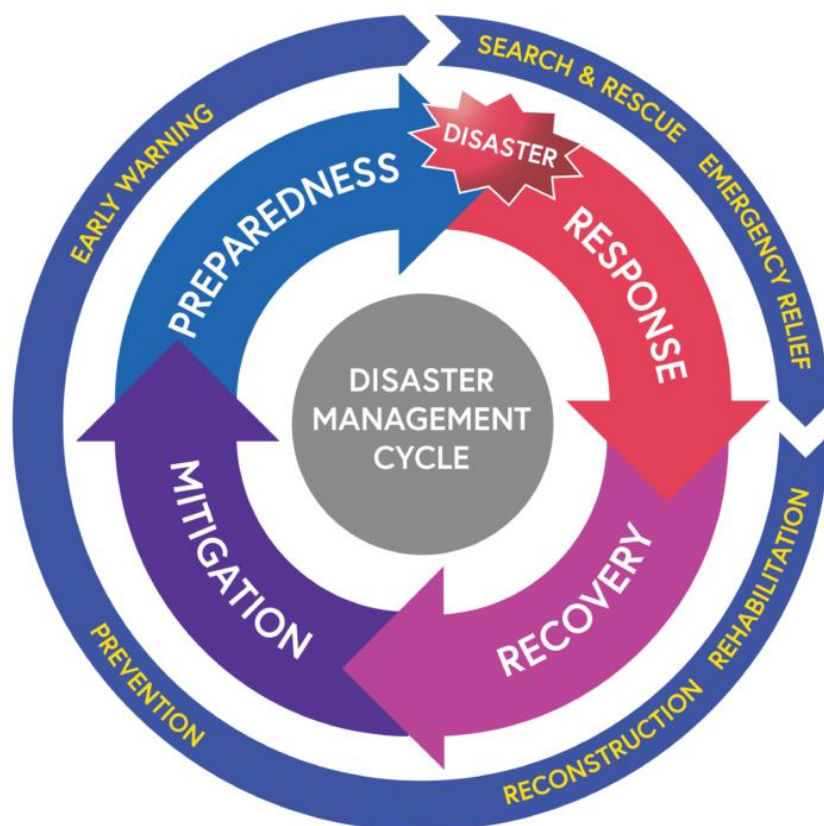 DISASTER
MANAGEMENT
CYCLE
PREPAREDNESS
DISASTER
RESPONSE
RECOVERY
MITIGATION
EARLY WARNING
SEARCH & RESCUE
EMERGENCY RELIEF
REHABILITATION
RECONSTRUCTION
PREVENTION